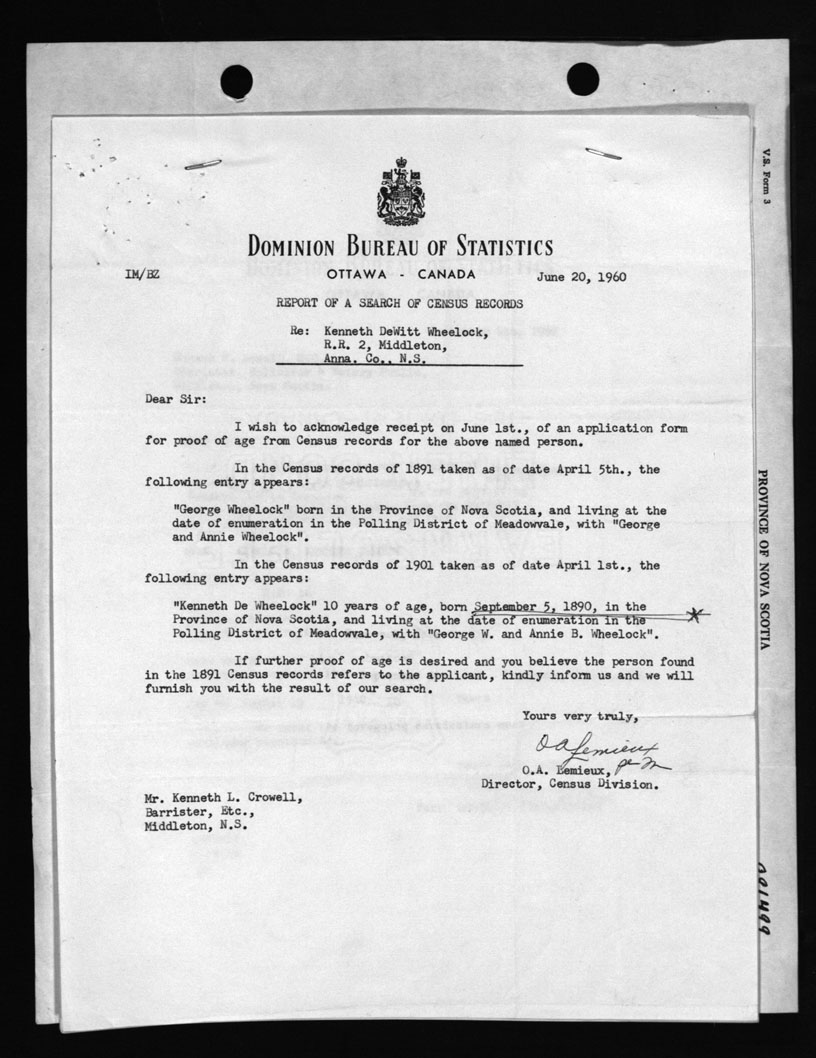 DOMINION BUREAU OF STATISTICS
IM/BZ OTTAWA - CANADA June 20, 1960
REPORT OF A SEARCH OF CENSUS RECORDS
Re: Kenneth DeWitt Wheelock,
R.R. 2, Middleton,
Anna. Co., N.S.
Dear Sir:
I wish to acknowledge receipt on June 1st., of an application form
for proof of age from Census records for the above named person.
In the Census records of 1891 taken as of date April 5th., the
following entry appears:
"George Wheelock" born in the Province of Nova Scotia, and living at the
date of enumeration in the Polling District of Meadowvale, with "George
and Annie Wheelock".
In the Census records of 1901 taken as of date April 1st., the
following entry appears:
"Kenneth De Wheelock" 10 years of age, born September 5, 1890, in the
Province of Nova Scotia, and living at the date of enumeration in the
Polling District of Meadowvale, with "George W. and Annie B. Wheelock".
If further proof of age is desired and you believe the person found
in the 1891 Census records refers to the applicant, kindly inform us and we will
furnish you with the result of our search.
Yours very truly,
O A Lemieux
O.A. Lemieux,
Director, Census Division.
Mr. Kenneth L. Crowell,
Barrister, Etc.,
Middleton, N.S.
V.S. Form 3
PROVINCE OF NOVA SCOTIA